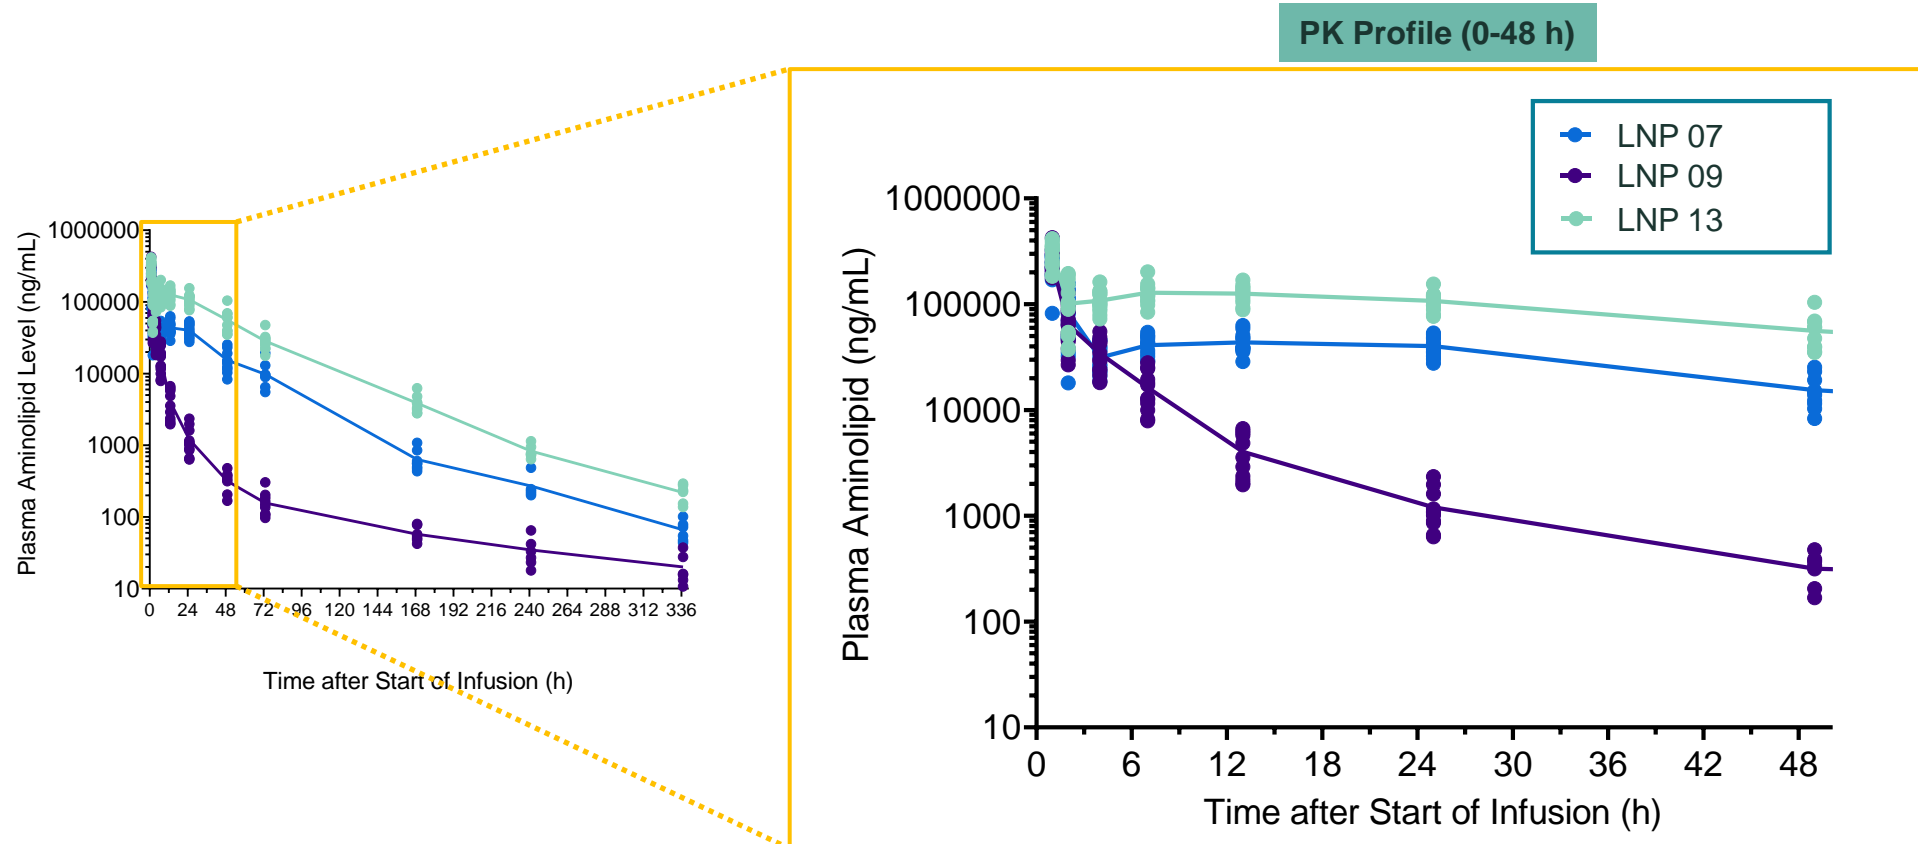 PK Profile (0-48 h)
LNP 07
LNP 09
LNP 13
Plasma Aminolipid Level (ng/mL)
1000000
100000
10000
1000
100
10
0 24 48 72 96 120 144 168 192 216 240 264 288 312 336
Time after Start of Infusion (h)
Plasma Aminolipid (ng/mL)
1000000
100000
10000
1000
100
10
0 6 12 18 24 30 36 42 48
Time after Start of Infusion (h)